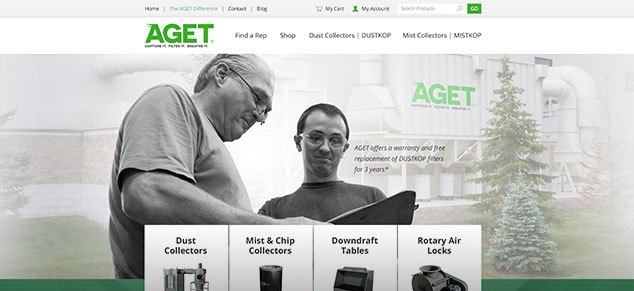 Home | The AGET Difference | Contact | Blog
My Cart
My Account
Search Products
GO
AGET
CAPTURE IT. FILTER IT. BREATHE IT.
Find a Rep
Shop
Dust Collectors | DUSTKOP
Mist Collectors | MISTKOP
AGET
CAPTURE IT. FILTER IT. BREATHE IT.
AGET offers a warranty and free
replacement of DUSTKOP filters
for 3 years*
Dust
Collectors
Mist & Chip
Collectors
Downdraft
Tables
Rotary Air
Locks